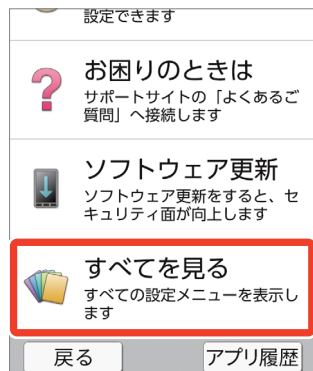 設定できます
お困りのときは
サポートサイトの「よくあるご
質問」へ接続します
ソフトウェア更新
ソフトウェア更新をすると、セ
キュリティ面が向上します
すべてを見る
すべての設定メニューを表示し
ます
戻る
アプリ履歴